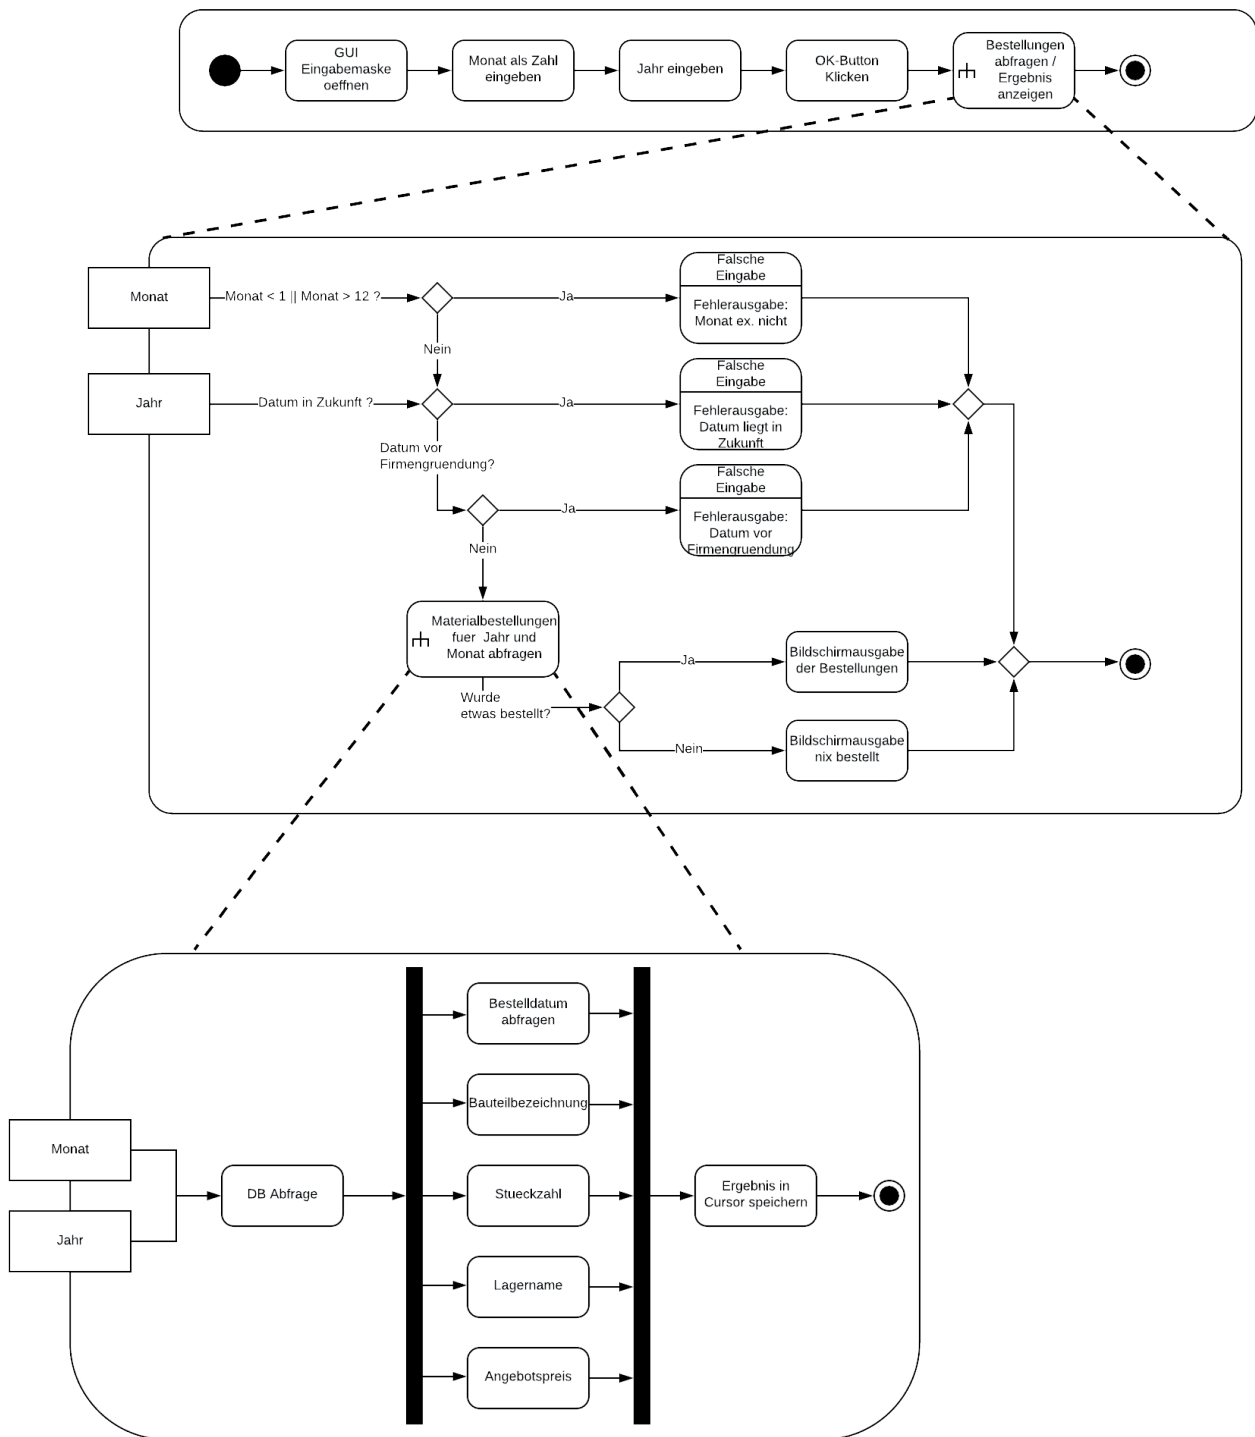 GUI
Eingabemaske
oeffnen
Monat als Zahl
eingeben
Jahr eingeben
OK-Button
Klicken
Bestellungen
abfragen /
Ergebnis
anzeigen
Monat
Monat < 1 || Monat > 12 ?
Ja
Falsche
Eingabe
Fehlerausgabe:
Monat ex. nicht
Nein
Jahr
Datum in Zukunft ?
Ja
Falsche
Eingabe
Fehlerausgabe:
Datum liegt in
Zukunft
Datum vor
Firmengruendung?
Ja
Falsche
Eingabe
Fehlerausgabe:
Datum vor
Firmengruendung
Nein
Materialbestellungen
fuer  Jahr und
Monat abfragen
Wurde
etwas bestellt?
Ja
Bildschirmausgabe
der Bestellungen
Nein
Bildschirmausgabe
nix bestellt
Monat
Jahr
DB Abfrage
Bestelldatum
abfragen
Bauteilbezeichnung
Stueckzahl
Lagername
Angebotspreis
Ergebnis in
Cursor speichern